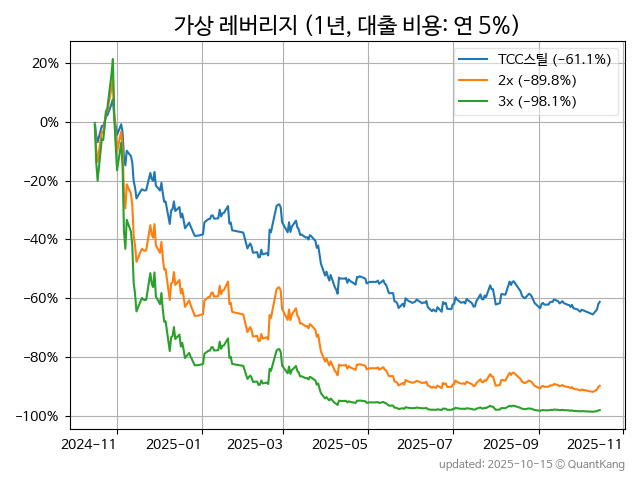 가상 레버리지 (1년, 대출 비용: 연 5%)
TCC스틸 (−61.1%)
2x (−89.8%)
3x (−98.1%)
20%
0%
−20%
−40%
−60%
−80%
−100%
2024-11 2025-01 2025-03 2025-05 2025-07 2025-09 2025-11
updated: 2025-10-15 © QuantKang